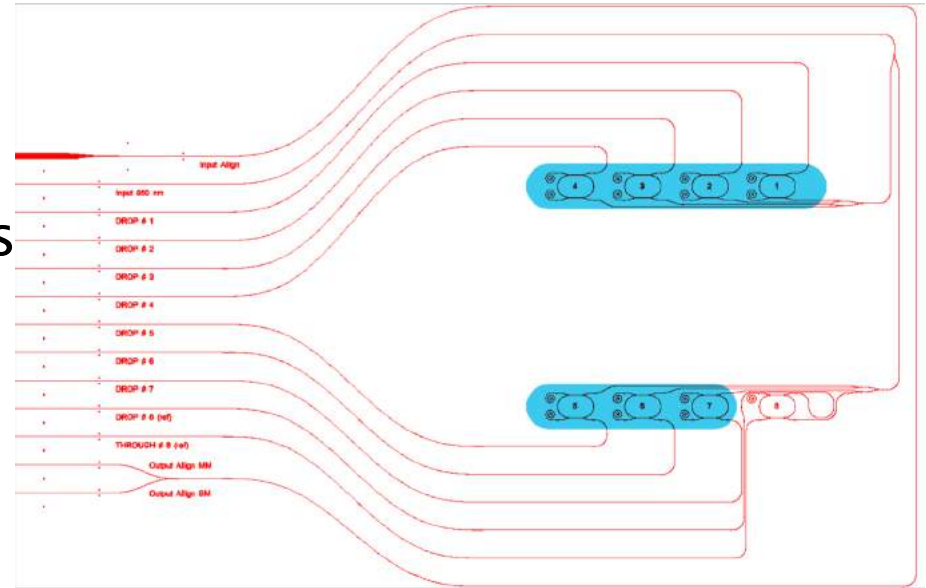 Input Align
Input 850 nm
DROP # 1
s
DROP # 2
DROP # 3
DROP # 4
DROP # 5
DROP # 6
DROP # 7
DROP # 8 (ref)
THROUGH # 8 (ref)
Output Align MM
Output Align SM
4 3 2 1
5 6 7 8